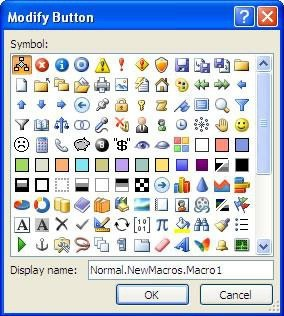 Modify Button
Symbol:
Display name: Normal.NewMacros.Macro1
OK Cancel